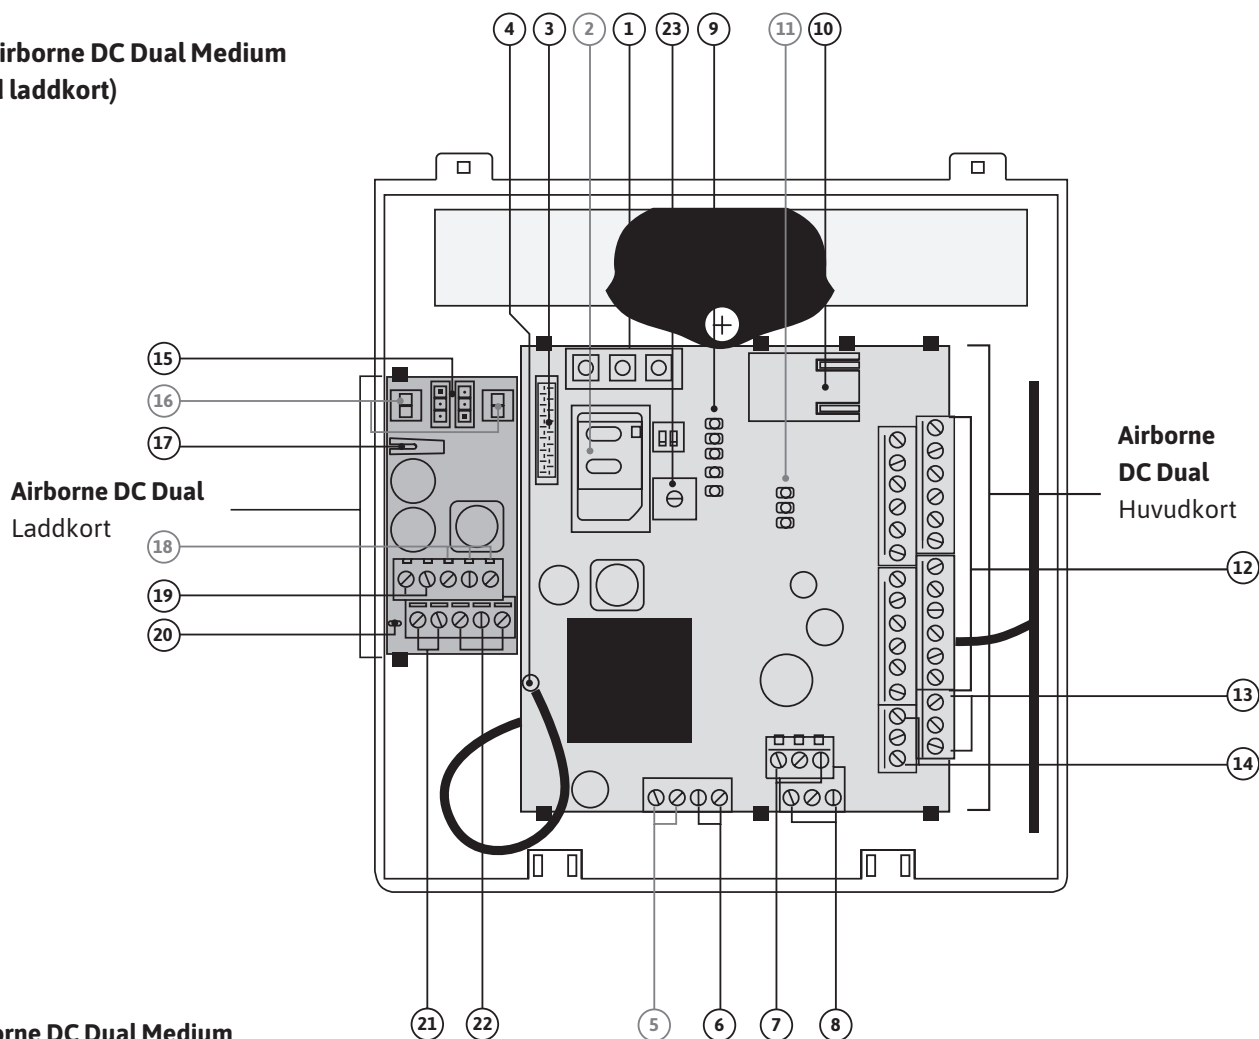 4 3 2 1 23 9 11 10
irborne DC Dual Medium
laddkort)
15
16
17
Airborne DC Dual
Laddkort
18
19
20
Airborne
DC Dual
Huvudkort
12
13
14
21 22 5 6 7 8
rne DC Dual Medium